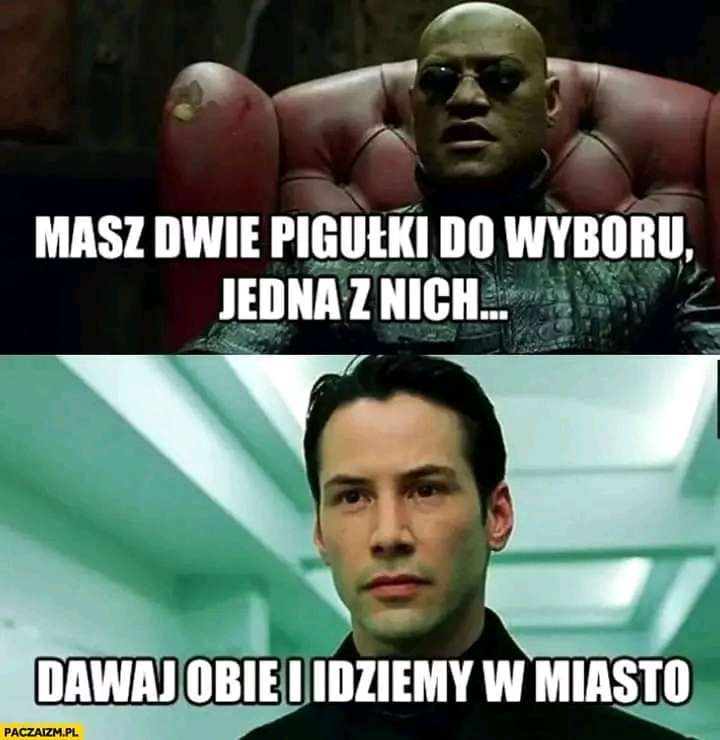 MASZ DWIE PIGUŁKI DO WYBORU,
JEDNA Z NICH...
DAWAJ OBIE I IDZIEMY W MIASTO
PACZAIZM.PL